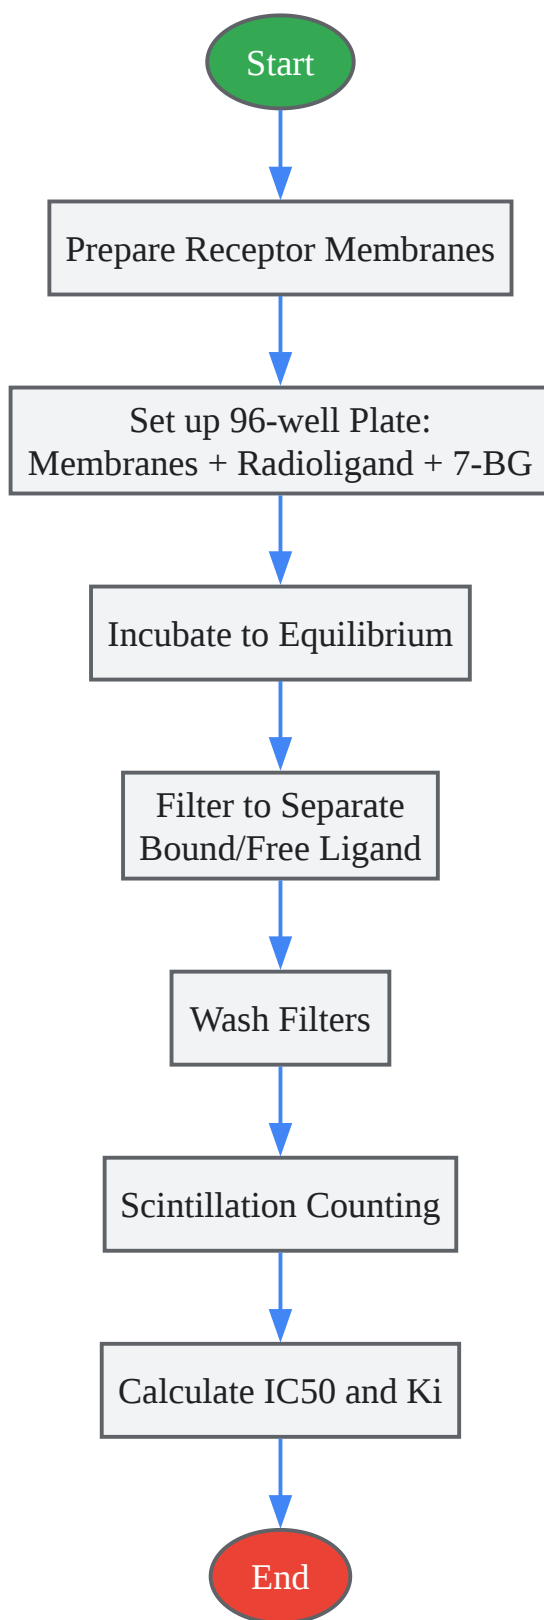 Start
Prepare Receptor Membranes
Set up 96-well Plate:
Membranes + Radioligand + 7-BG
Incubate to Equilibrium
Filter to Separate
Bound/Free Ligand
Wash Filters
Scintillation Counting
Calculate IC50 and Ki
End